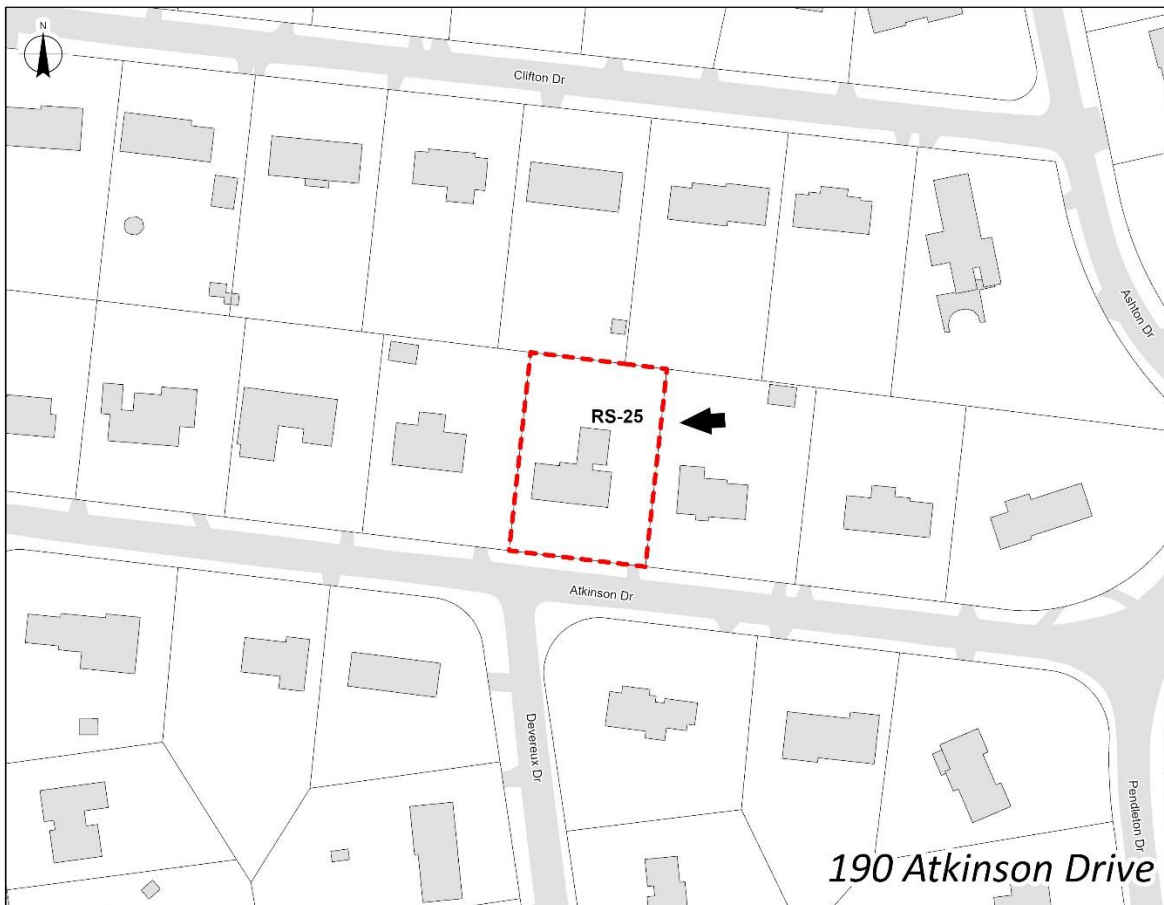 N
Clifton Dr
Ashton Dr
RS-25
Atkinson Dr
Devereux Dr
Pendleton Dr
190 Atkinson Drive